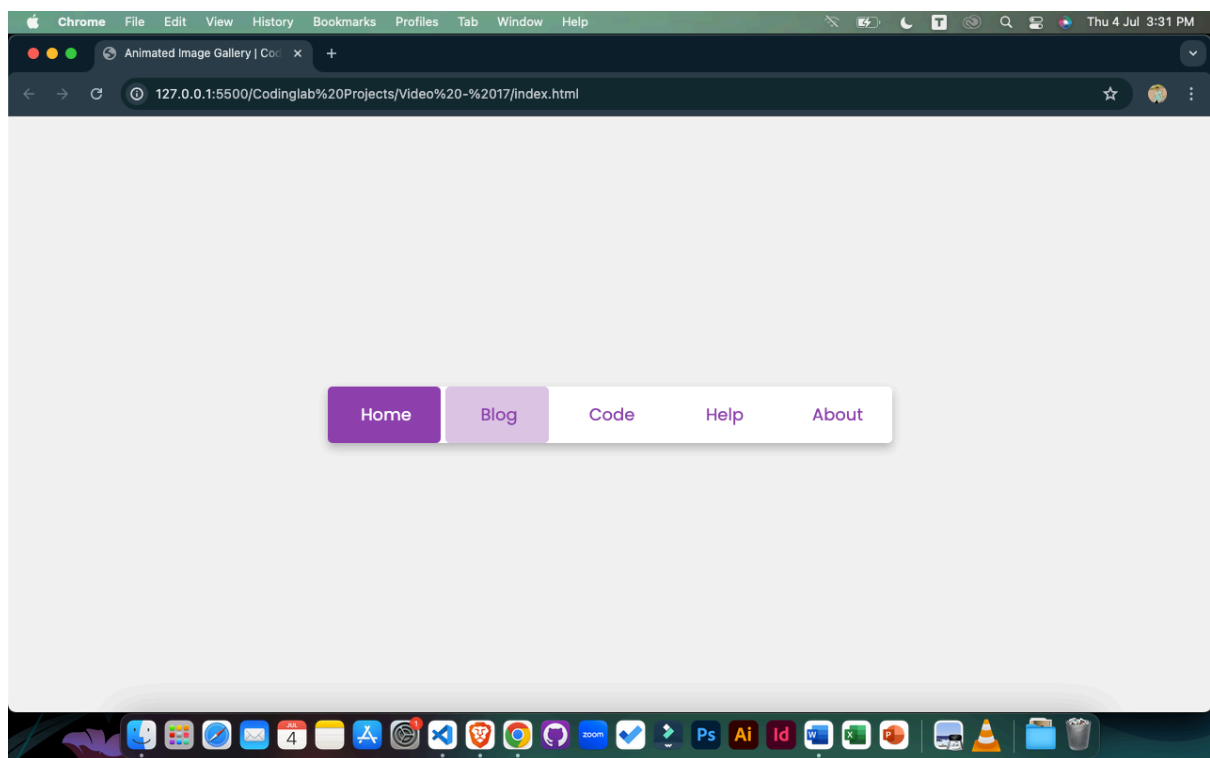 Chrome File Edit View History Bookmarks Profiles Tab Window Help T Thu 4 Jul 3:31 PM
Animated Image Gallery | Cod
127.0.0.1:5500/Codinglab%20Projects/Video%20-%2017/index.html
Home Blog Code Help About
JUL
4 1 zoom Ps Ai Id W X P